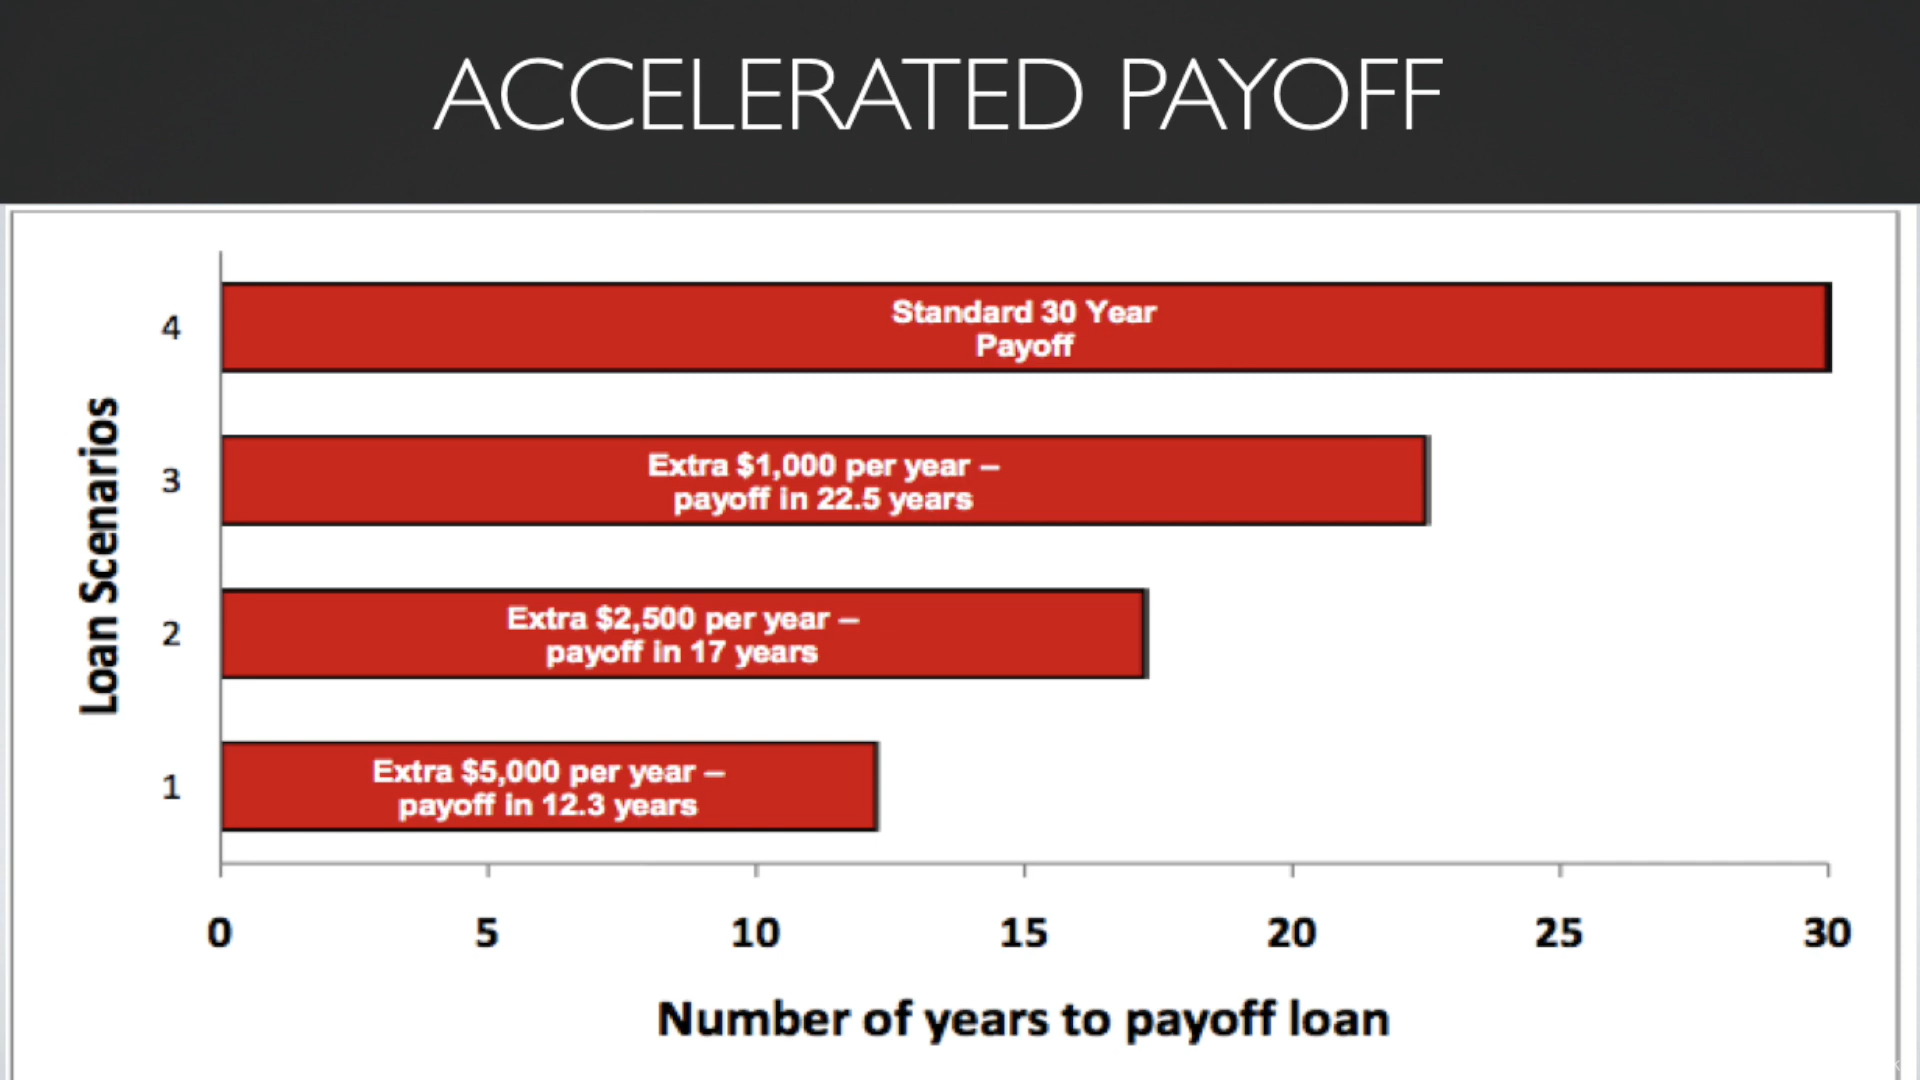 ACCELERATED PAYOFF
Loan Scenarios
4
Standard 30 Year
Payoff
3
Extra $1,000 per year –
payoff in 22.5 years
2
Extra $2,500 per year –
payoff in 17 years
1
Extra $5,000 per year –
payoff in 12.3 years
0 5 10 15 20 25 30
Number of years to payoff loan